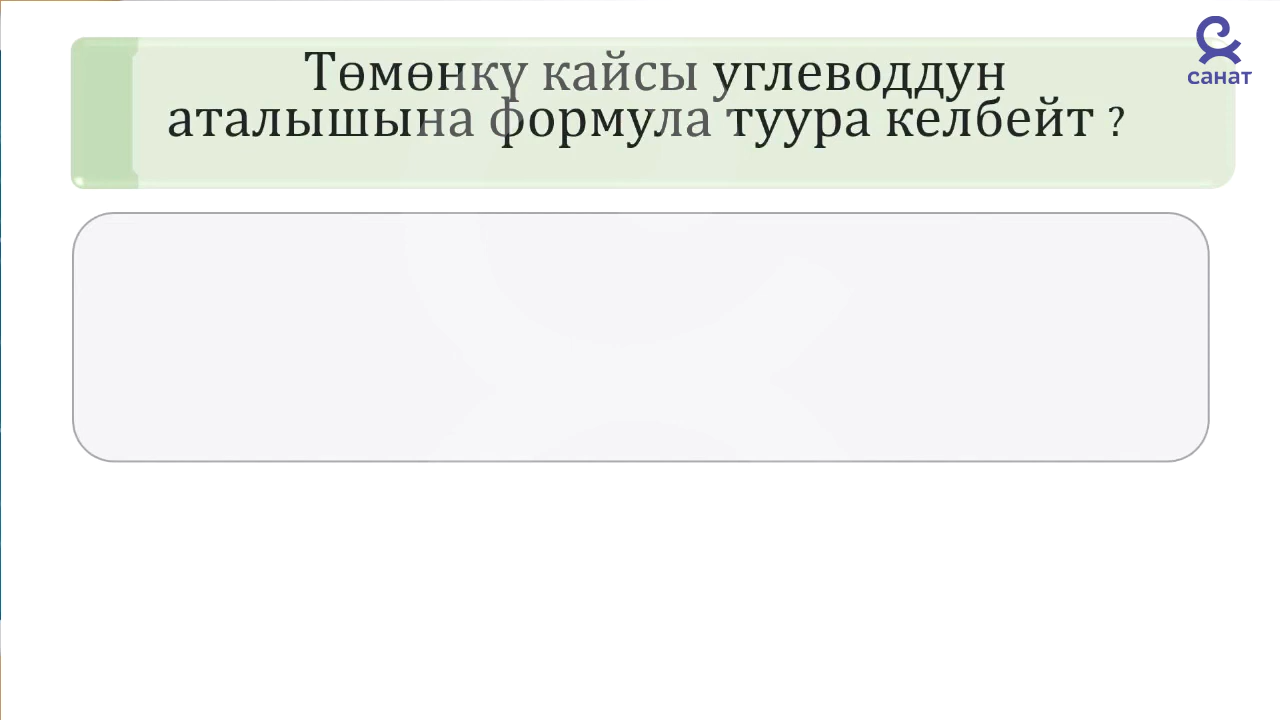 санат
Төмөнкү кайсы углеводдун
аталышына формула туура келбейт ?